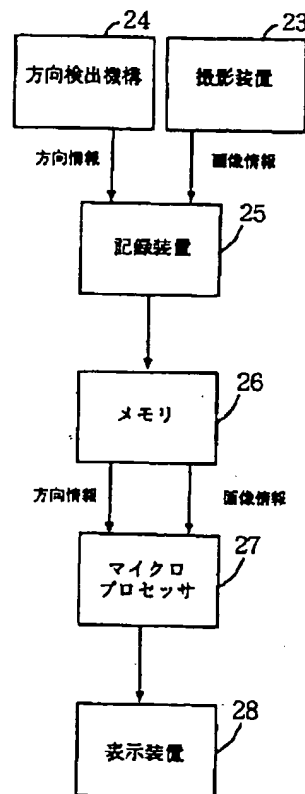 24
23
方向検出機構
撮影装置
方向情報
画像情報
25
記録装置
26
メモリ
方向情報
画像情報
27
マイクロ
プロセッサ
28
表示装置